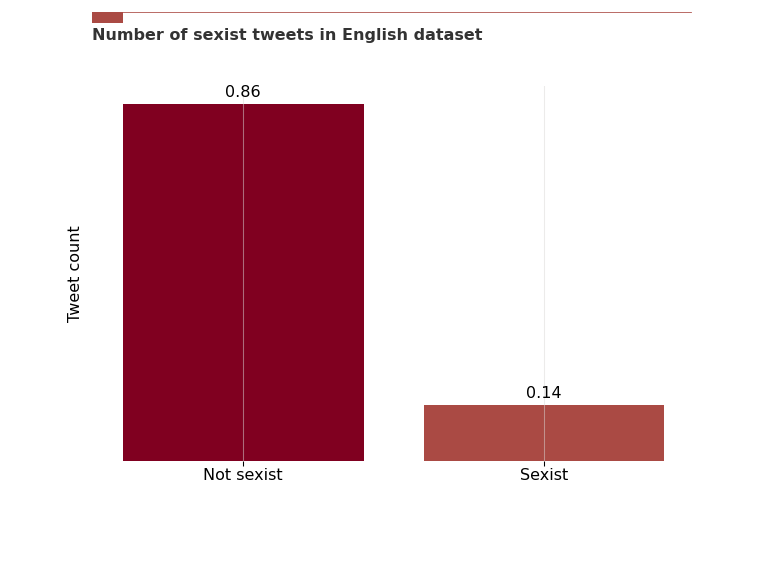 Number of sexist tweets in English dataset
0.86
0.14
Tweet count
Not sexist
Sexist